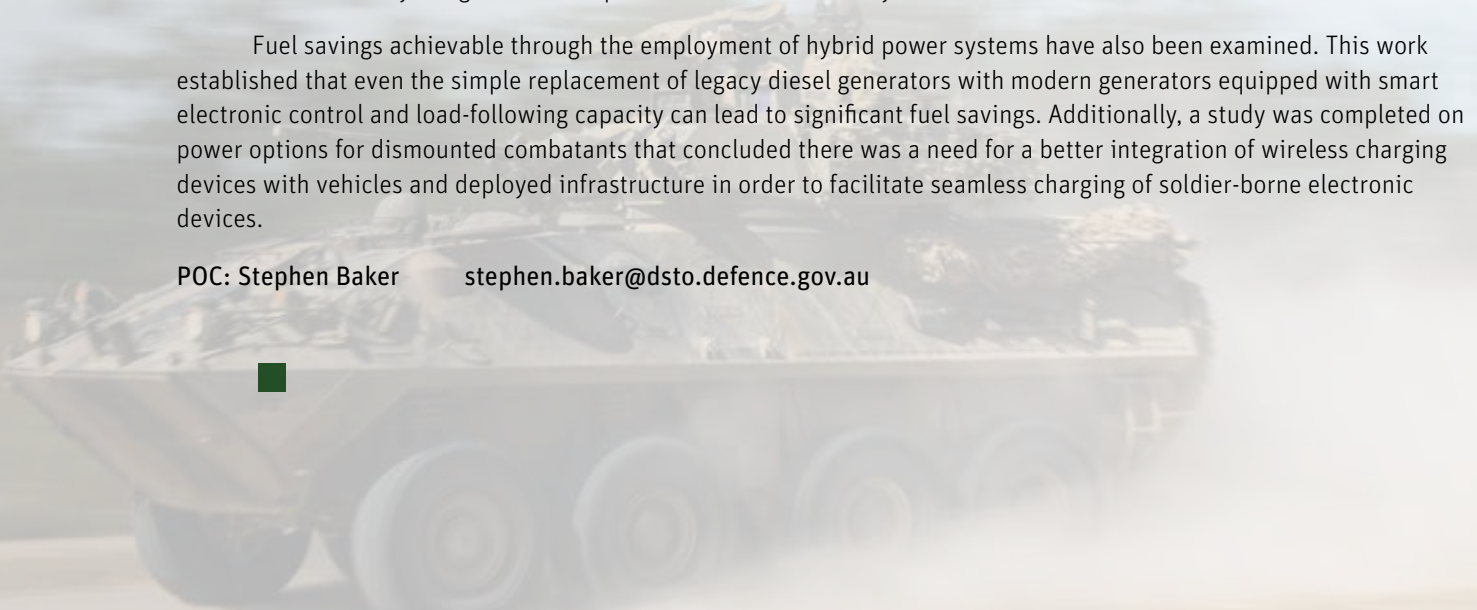 Fuel savings achievable through the employment of hybrid power systems have also been examined. This work
established that even the simple replacement of legacy diesel generators with modern generators equipped with smart
electronic control and load-following capacity can lead to significant fuel savings. Additionally, a study was completed on
power options for dismounted combatants that concluded there was a need for a better integration of wireless charging
devices with vehicles and deployed infrastructure in order to facilitate seamless charging of soldier-borne electronic
devices.
POC: Stephen Baker stephen.baker@dsto.defence.gov.au